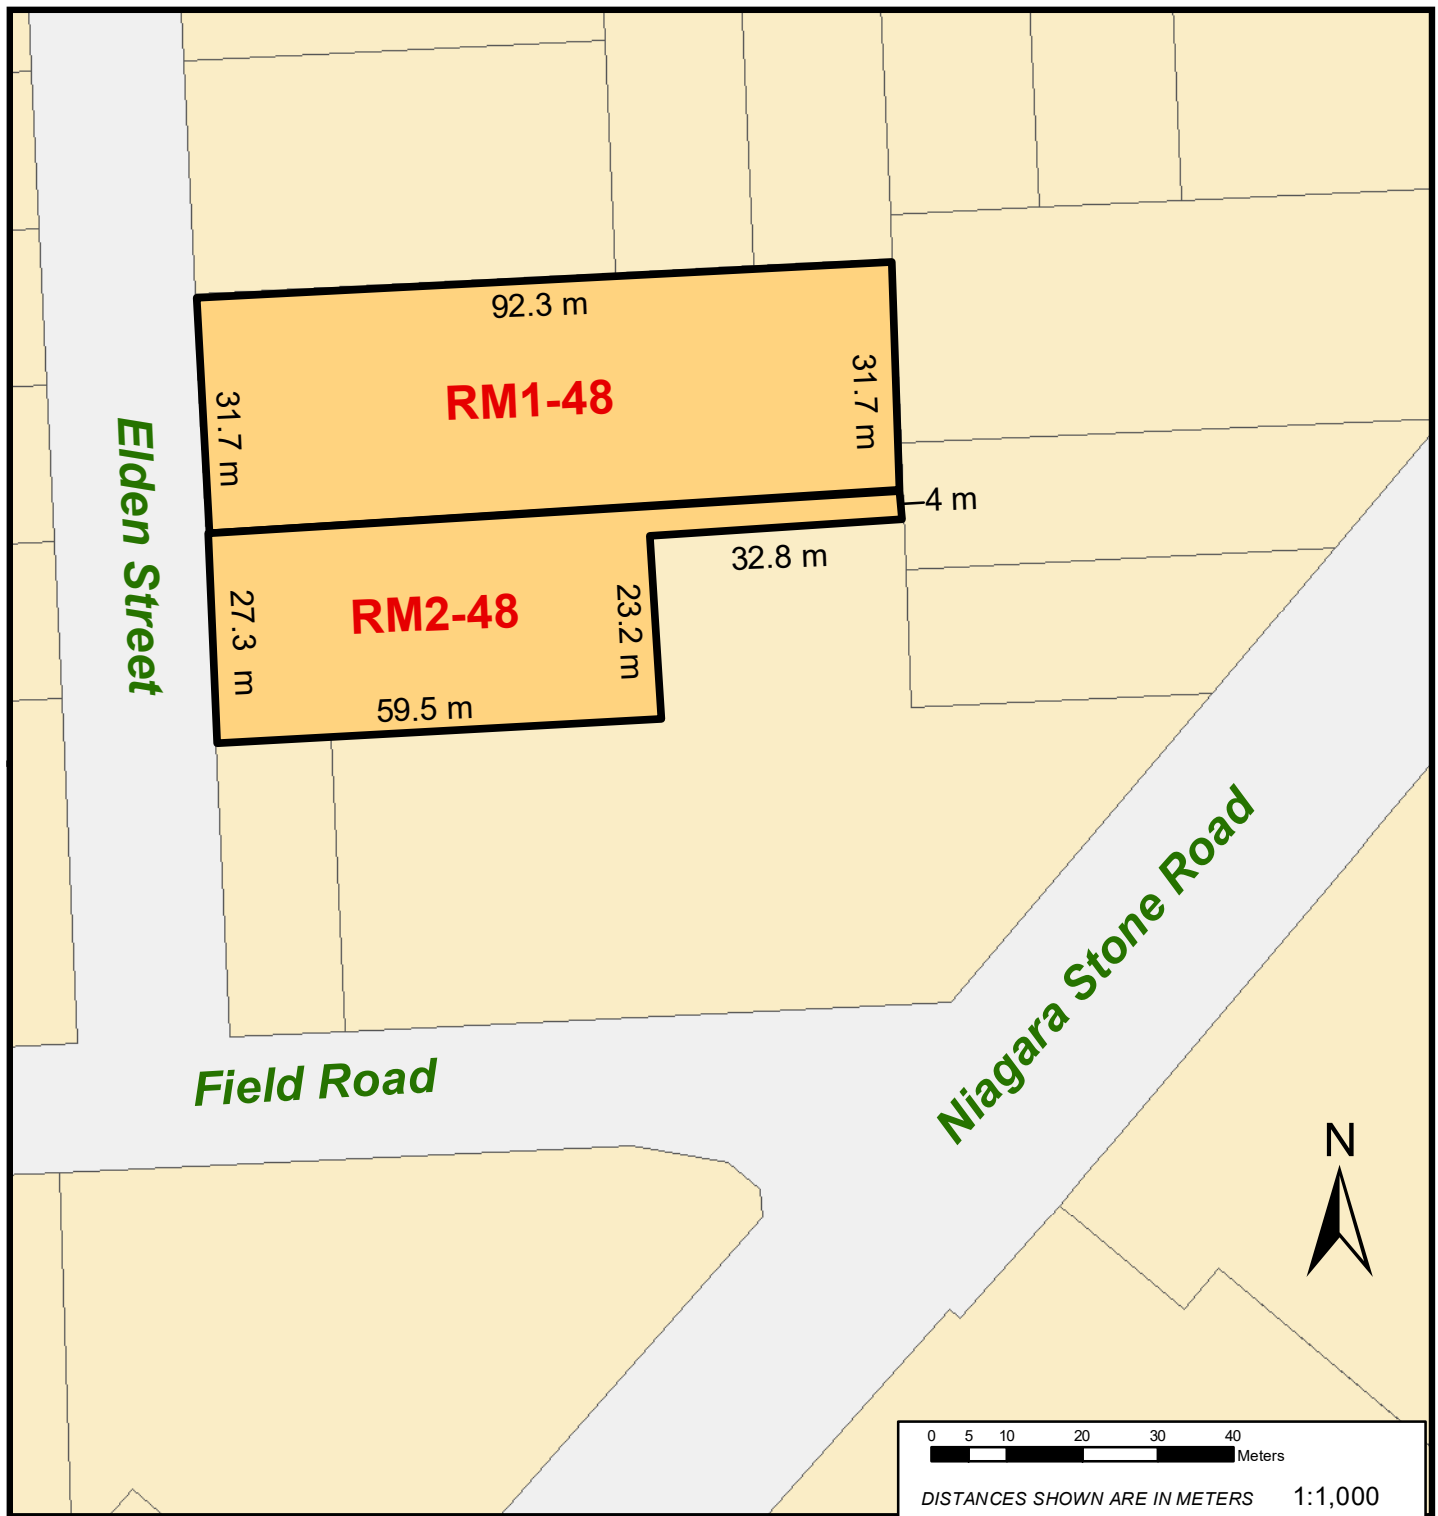 92.3 m
31.7 m
RM1-48
31.7 m
4 m
32.8 m
Elden Street
27.3 m
RM2-48
23.2 m
59.5 m
Niagara Stone Road
Field Road
N
0 5 10 20 30 40
Meters
DISTANCES SHOWN ARE IN METERS 1:1,000